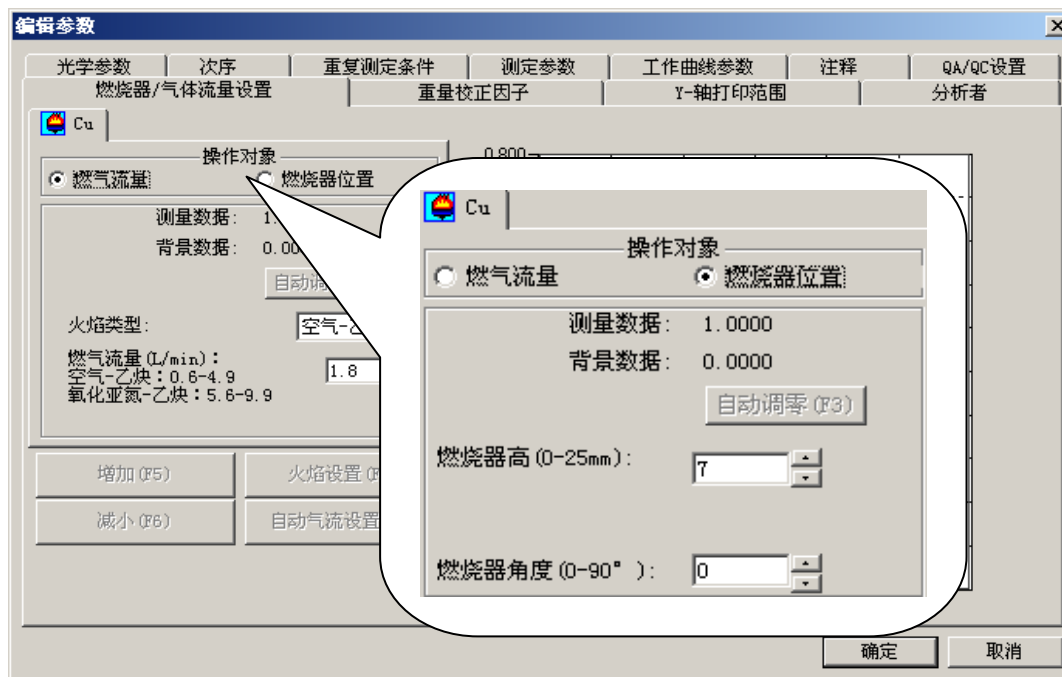 编辑参数
光学参数 次序 重复测定条件 测定参数 工作曲线参数 注释 QA/QC设置
燃烧器/气体流量设置 重量校正因子 Y-轴打印范围 分析者
Cu
操作对象
燃气流量 燃烧器位置
测量数据: 1.
背景数据: 0.00
自动调
火焰类型: 空气-乙
燃气流量(L/min):
空气-乙炔:0.6-4.9
氧化亚氮-乙炔:5.6-9.9
1.8
增加(F5) 火焰设置(F
减小(F6) 自动气流设置
0.800
Cu
操作对象
燃气流量 燃烧器位置
测量数据: 1.0000
背景数据: 0.0000
自动调零(F3)
燃烧器高(0-25mm): 7
燃烧器角度(0-90° ): 0
确定 取消